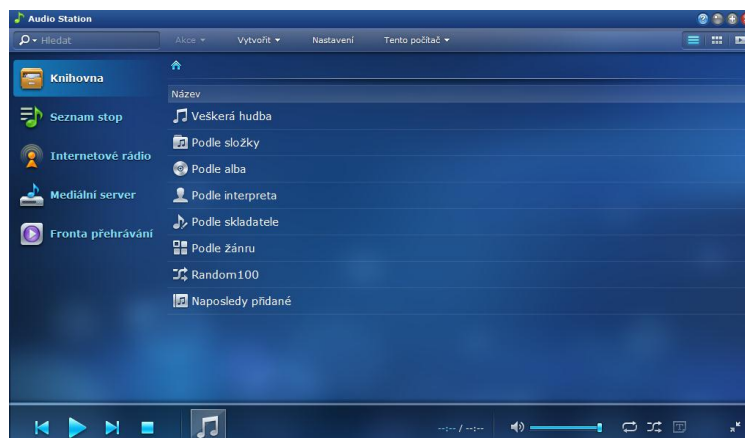 Audio Station
Hledat
Akce Vytvořit Nastavení Tento počítač
Knihovna
Seznam stop
Internetové rádio
Mediální server
Fronta přehrávání
Název
Veškerá hudba
Podle složky
Podle alba
Podle interpreta
Podle skladatele
Podle žánru
Random100
Naposledy přidané
--:-- / --:--
T